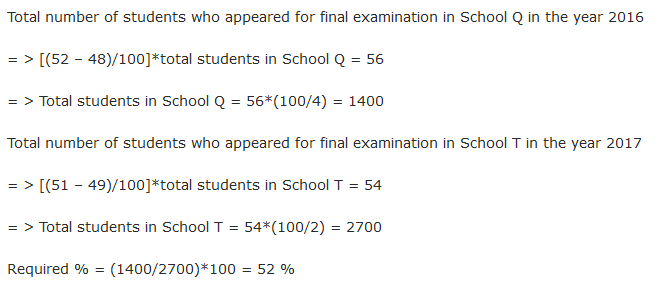 Total number of students who appeared for final examination in School Q in the year 2016
= > [(52 – 48)/100]*total students in School Q = 56
= > Total students in School Q = 56*(100/4) = 1400
Total number of students who appeared for final examination in School T in the year 2017
= > [(51 – 49)/100]*total students in School T = 54
= > Total students in School T = 54*(100/2) = 2700
Required % = (1400/2700)*100 = 52 %